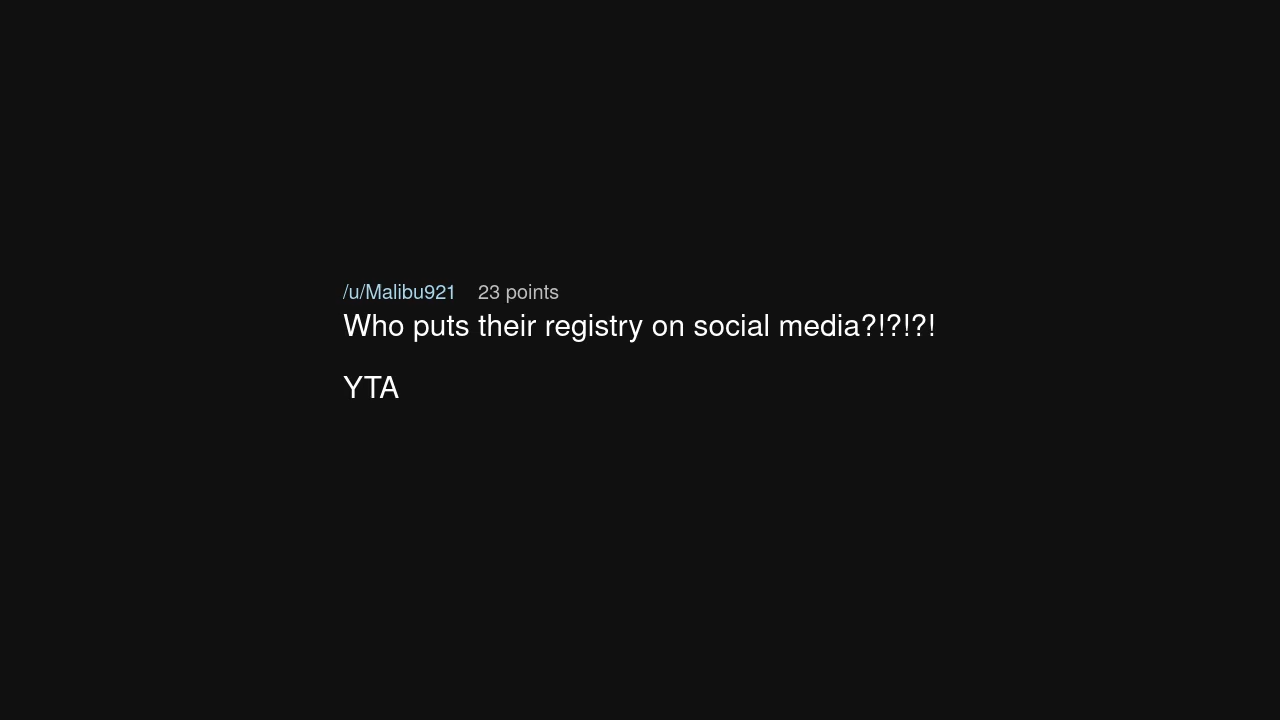 /u/Malibu921 23 points
Who puts their registry on social media?!?!?!
YTA